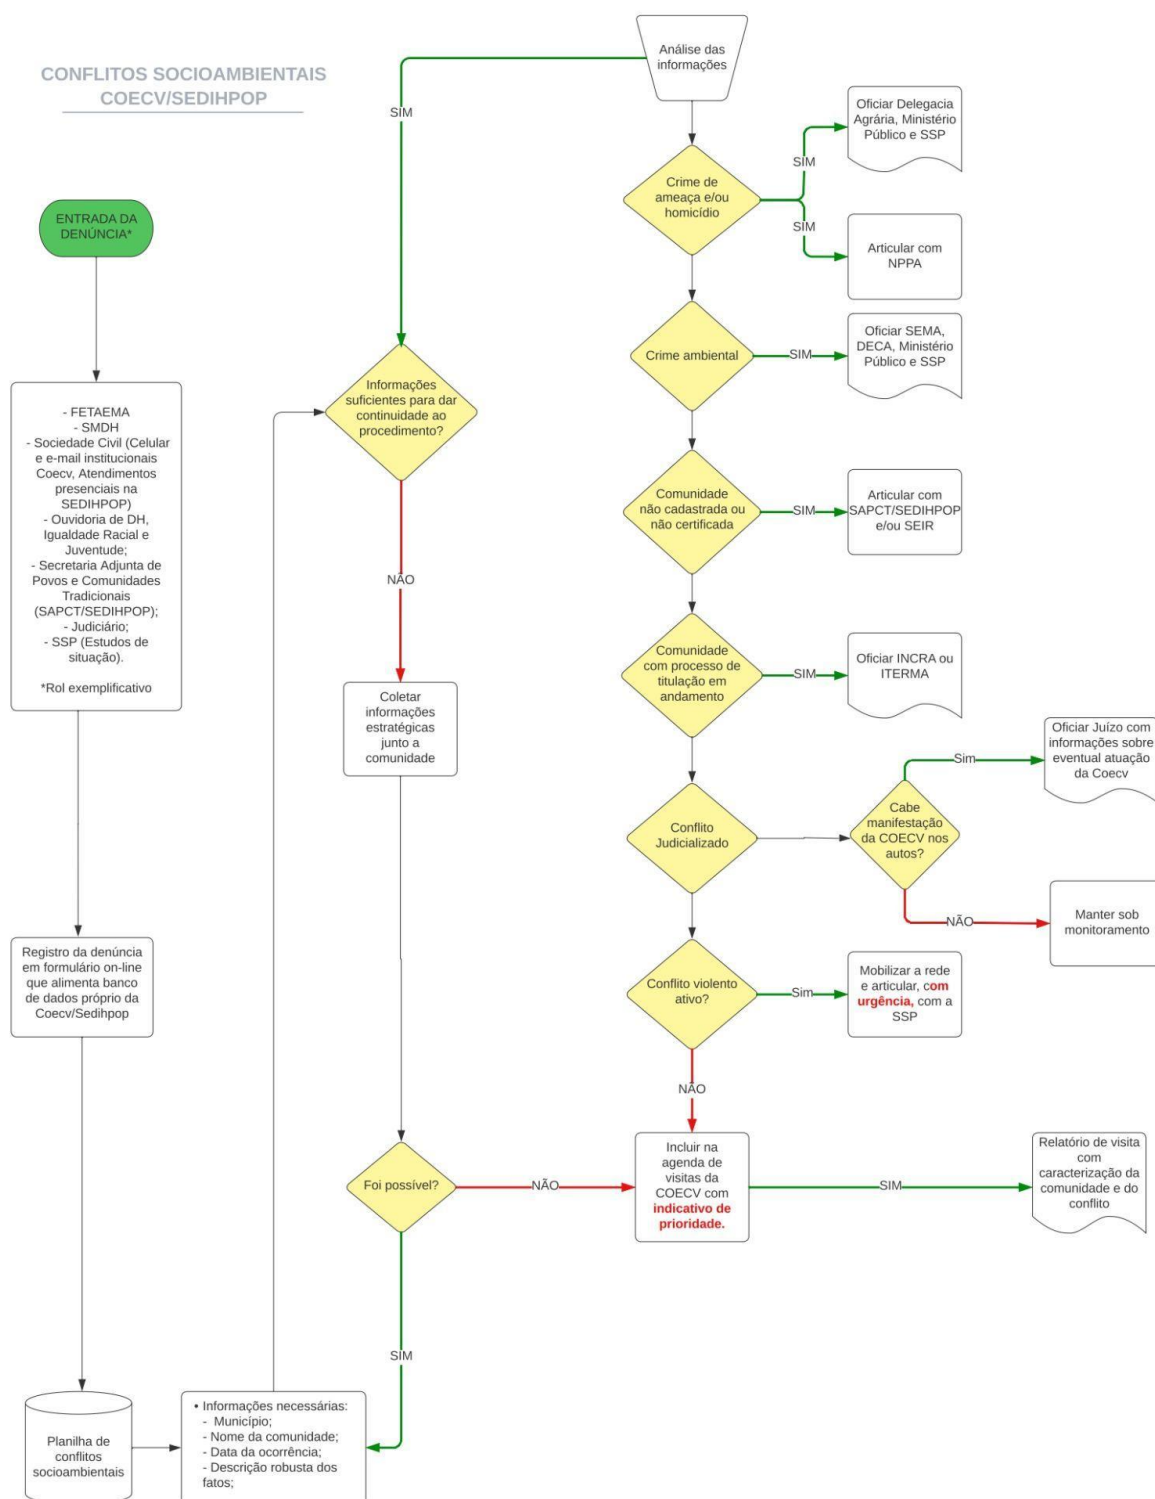 CONFLITOS SOCIOAMBIENTAIS
COECV/SEDIHPOP
ENTRADA DA
DENÚNCIA*
- FETAEMA
- SMDH
- Sociedade Civil (Celular
e e-mail institucionais
Coecv, Atendimentos
presenciais na
SEDIHPOP)
- Ouvidoria de DH,
Igualdade Racial e
Juventude;
- Secretaria Adjunta de
Povos e Comunidades
Tradicionais
(SAPCT/SEDIHPOP);
- Judiciário;
- SSP (Estudos de
situação).
*Rol exemplificativo
Registro da denúncia
em formulário on-line
que alimenta banco
de dados próprio da
Coecv/Sedihpop
Planilha de
conflitos
socioambientais
• Informações necessárias:
- Município;
- Nome da comunidade;
- Data da ocorrência;
- Descrição robusta dos
fatos;
SIM
Informações
suficientes para dar
continuidade ao
procedimento?
NÃO
Coletar
informações
estratégicas
junto a
comunidade
Foi possível?
NÃO
SIM
Análise das
informações
Crime de
ameaça e/ou
homicídio
SIM
Oficiar Delegacia
Agrária, Ministério
Público e SSP
SIM
Articular com
NPPA
Crime ambiental
SIM
Oficiar SEMA,
DECA, Ministério
Público e SSP
Comunidade
não cadastrada ou
não certificada
SIM
Articular com
SAPCT/SEDIHPOP
e/ou SEIR
Comunidade
com processo de
titulação em
andamento
SIM
Oficiar INCRA ou
ITERMA
Conflito
Judicializado
Cabe
manifestação
da COECV nos
autos?
Sim
Oficiar Juízo com
informações sobre
eventual atuação
da Coecv
NÃO
Manter sob
monitoramento
Conflito violento
ativo?
Sim
Mobilizar a rede
e articular, com
urgência, com a
SSP
NÃO
Incluir na
agenda de
visitas da
COECV com
indicativo de
prioridade.
SIM
Relatório de visita
com
caracterização da
comunidade e do
conflito